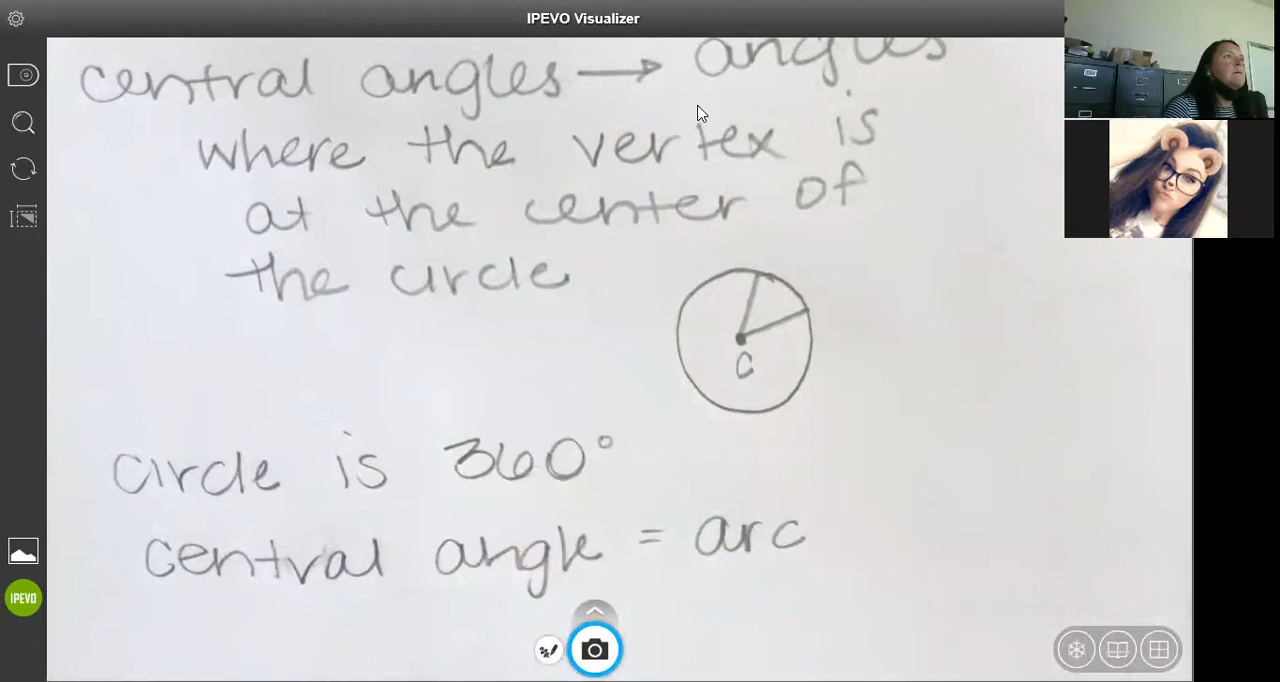 IPEVO Visualizer
central angles → angles
where the vertex is
at the center of
the circle
C
circle is 360°
central angle = arc
IPEVO